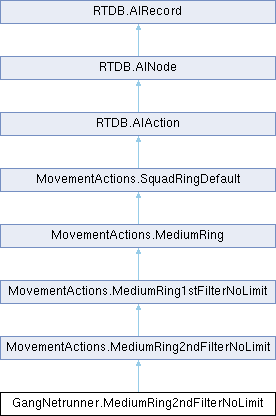 RTDB.AIRecord
RTDB.AINode
RTDB.AIAction
MovementActions.SquadRingDefault
MovementActions.MediumRing
MovementActions.MediumRing1stFilterNoLimit
MovementActions.MediumRing2ndFilterNoLimit
GangNetrunner.MediumRing2ndFilterNoLimit